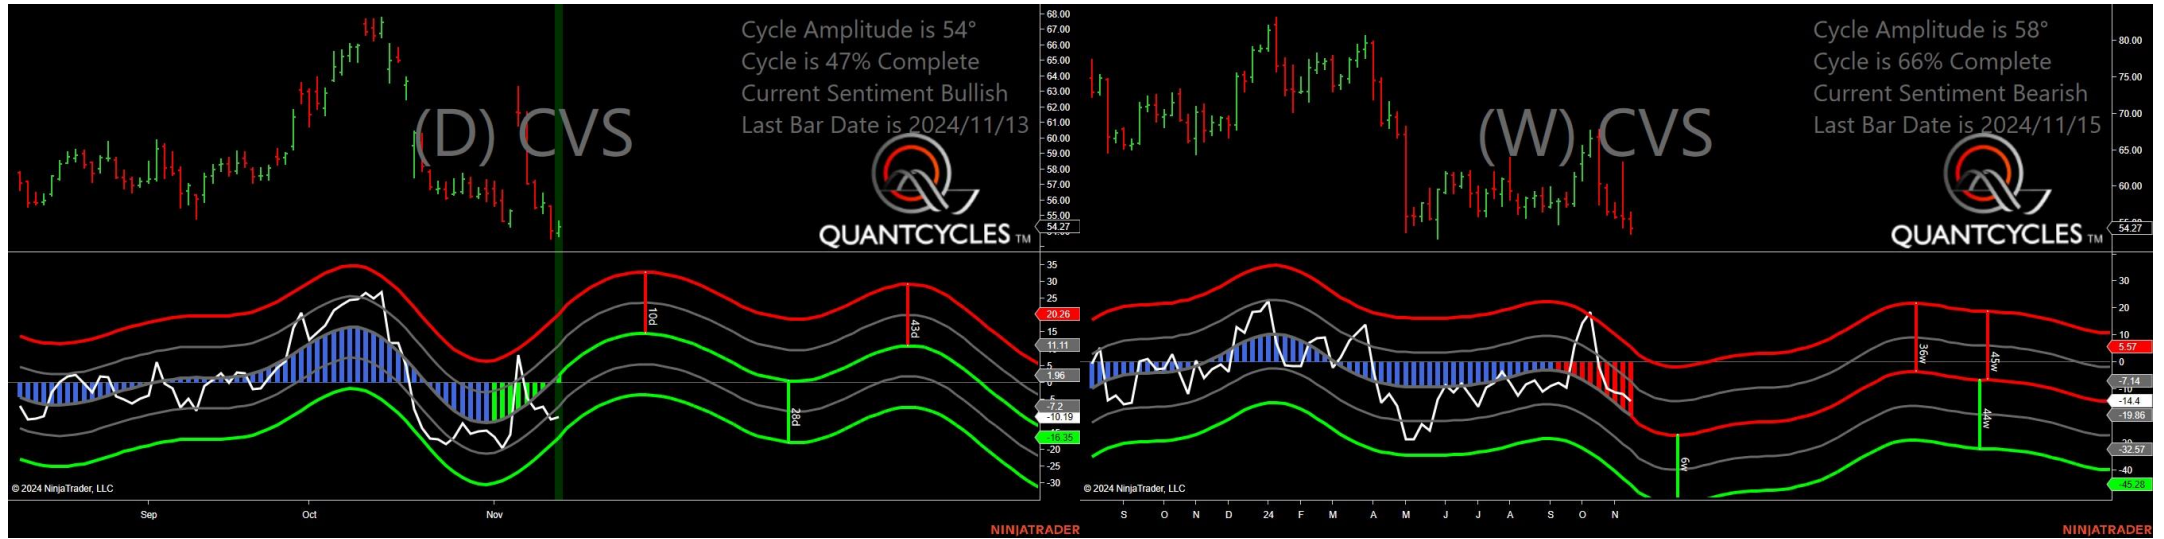 Cycle Amplitude is 54°
Cycle is 47% Complete
Current Sentiment Bullish
Last Bar Date is 2024/11/13
(D) CVS
QUANTCYCLES TM
68.00
67.00
66.00
65.00
64.00
63.00
62.00
61.00
60.00
59.00
58.00
57.00
56.00
55.00
54.27
35
30
25
20.26
15
11.11
5
1.96
-7.2
-10.19
-16.35
-20
-25
-30
10d
28d
43d
© 2024 NinjaTrader, LLC
Sep
Oct
Nov
NINJATRADER
Cycle Amplitude is 58°
Cycle is 66% Complete
Current Sentiment Bearish
Last Bar Date is 2024/11/15
(W) CVS
QUANTCYCLES TM
80.00
75.00
70.00
65.00
60.00
54.27
30
20
10
5.57
0
-7.14
-14.4
-19.86
-32.57
-40
-45.28
6w
36w
44w
45w
© 2024 NinjaTrader, LLC
S
O
N
D
24
F
M
A
M
J
J
A
S
O
N
NINJATRADER